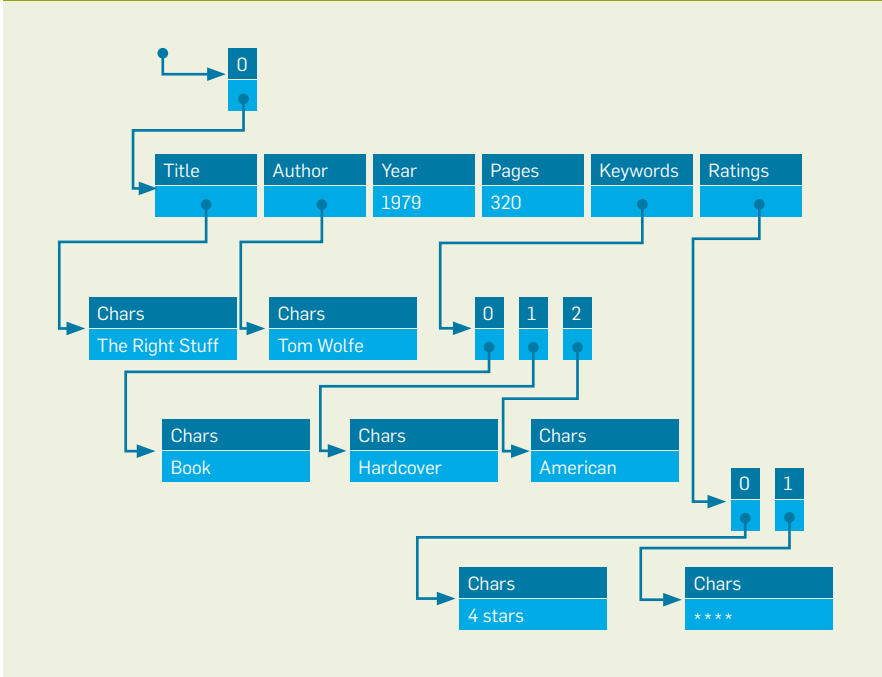 0
Title Author Year Pages Keywords Ratings
1979 320
Chars Chars 0 1 2
The Right Stuff Tom Wolfe
Chars Chars Chars
Book Hardcover American
0 1
Chars Chars
4 stars ****